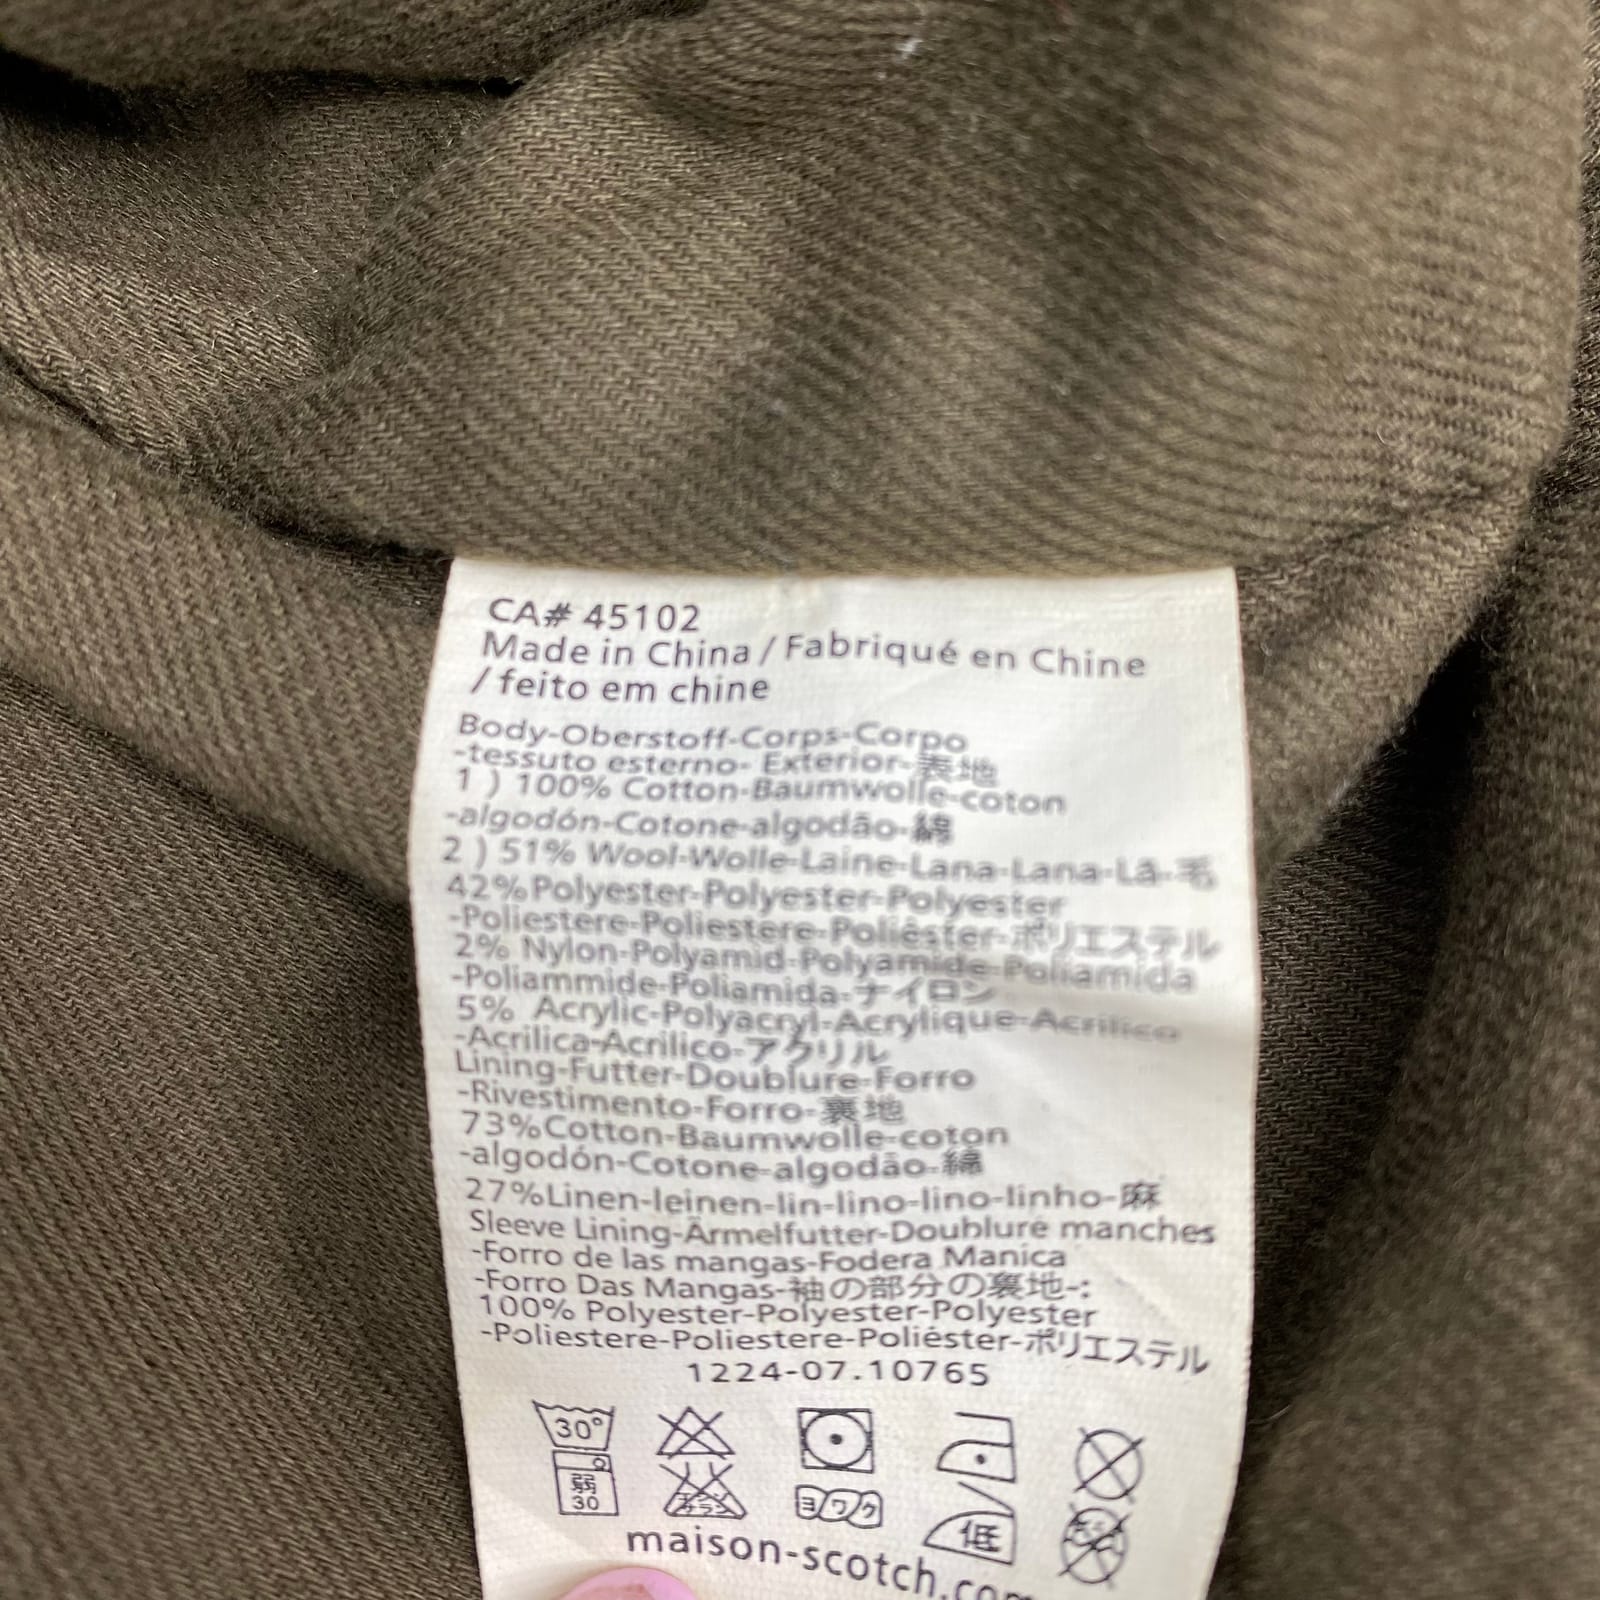 CA# 45102
Made in China / Fabriqué en Chine
/ feito em chine
Body-Oberstoff-Corps-Corpo
-tessuto esterno- Exterior-表地
1 ) 100% Cotton-Baumwolle-coton
-algodón-Cotone-algodão-綿
2 ) 51% Wool-Wolle-Laine-Lana-Lana-Lã-毛
42%Polyester-Polyester-Polyester
-Poliestere-Poliestere-Poliéster-ポリエステル
2% Nylon-Polyamid-Polyamide-Poliamida
-Poliammide-Poliamida-ナイロン
5% Acrylic-Polyacryl-Acrylique-Acrilico
-Acrilica-Acrilico-アクリル
Lining-Futter-Doublure-Forro
-Rivestimento-Forro-裏地
73%Cotton-Baumwolle-coton
-algodón-Cotone-algodão-綿
27%Linen-leinen-lin-lino-lino-linho-麻
Sleeve Lining-Ärmelfutter-Doublure manches
-Forro de las mangas-Fodera Manica
-Forro Das Mangas-袖の部分の裏地-:
100% Polyester-Polyester-Polyester
-Poliestere-Poliestere-Poliéster-ポリエステル
1224-07.10765
30°
弱
30
ヨワク
低
maison-scotch.com